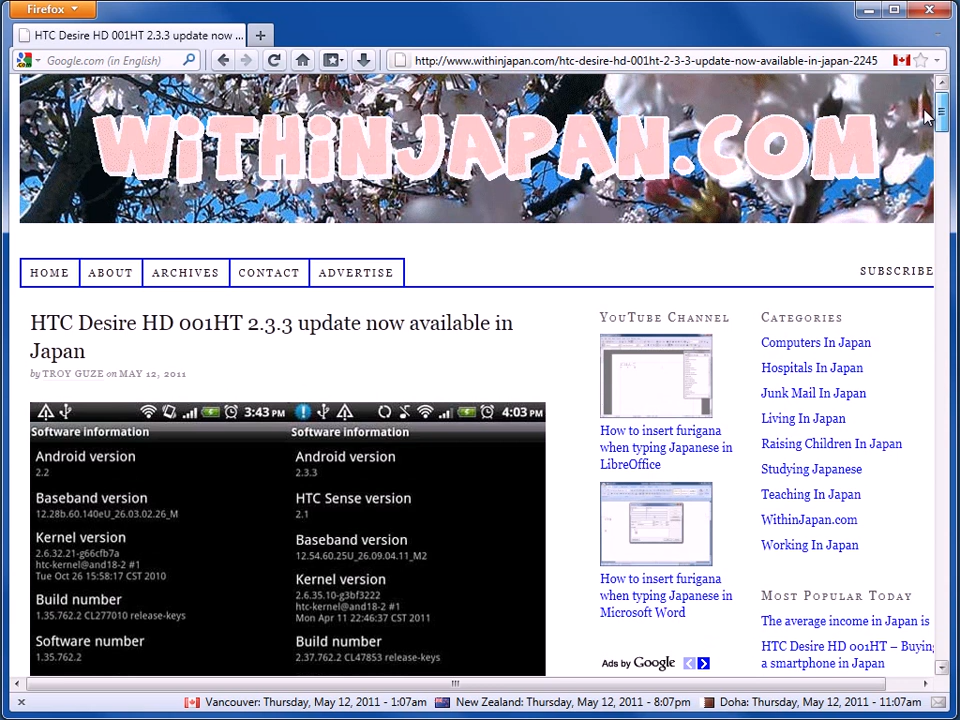 Firefox
HTC Desire HD 001HT 2.3.3 update now ...
Google.com (in English)
http://www.withinjapan.com/htc-desire-hd-001ht-2-3-3-update-now-available-in-japan-2245
WiTHiNJAPAN.COM
HOME
ABOUT
ARCHIVES
CONTACT
ADVERTISE
SUBSCRIBE
HTC Desire HD 001HT 2.3.3 update now available in
Japan
by TROY GUZE on MAY 12, 2011
3:43 PM
Software information
Android version
2.2
Baseband version
12.28b.60.140eU_26.03.02.26_M
Kernel version
2.6.32.21-g66cfb7a
htc-kernel@and18-2 #1
Tue Oct 26 15:58:17 CST 2010
Build number
1.35.762.2 CL277010 release-keys
Software number
1.35.762.2
4:03 PM
Software information
Android version
2.3.3
HTC Sense version
2.1
Baseband version
12.54.60.25U_26.09.04.11_M2
Kernel version
2.6.35.10-g3bf3222
htc-kernel@and18-2 #1
Mon Apr 11 22:46:37 CST 2011
Build number
2.37.762.2 CL47853 release-keys
YouTube Channel
How to insert furigana
when typing Japanese in
LibreOffice
How to insert furigana
when typing Japanese in
Microsoft Word
Ads by Google
Categories
Computers In Japan
Hospitals In Japan
Junk Mail In Japan
Living In Japan
Raising Children In Japan
Studying Japanese
Teaching In Japan
WithinJapan.com
Working In Japan
Most Popular Today
The average income in Japan is
HTC Desire HD 001HT – Buying
a smartphone in Japan
Vancouver: Thursday, May 12, 2011 - 1:07am
New Zealand: Thursday, May 12, 2011 - 8:07pm
Doha: Thursday, May 12, 2011 - 11:07am